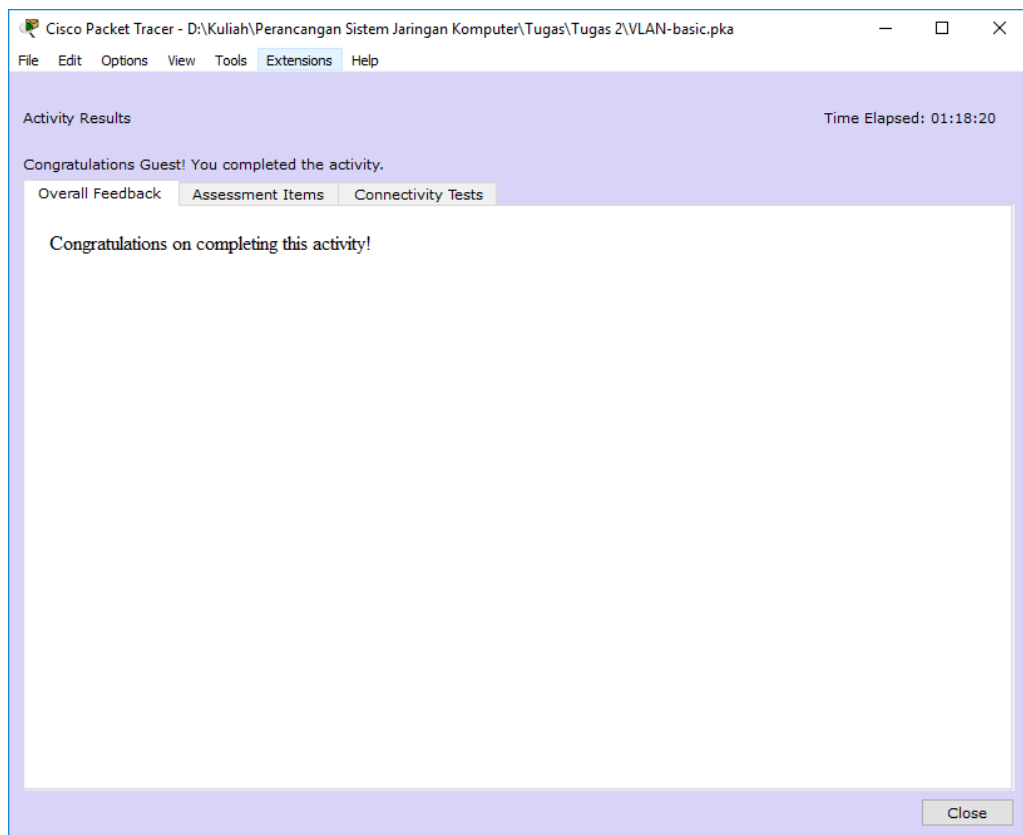 Cisco Packet Tracer - D:\Kuliah\Perancangan Sistem Jaringan Komputer\Tugas\Tugas 2\VLAN-basic.pka
File Edit Options View Tools Extensions Help
Activity Results Time Elapsed: 01:18:20
Congratulations Guest! You completed the activity.
Overall Feedback Assessment Items Connectivity Tests
Congratulations on completing this activity!
Close